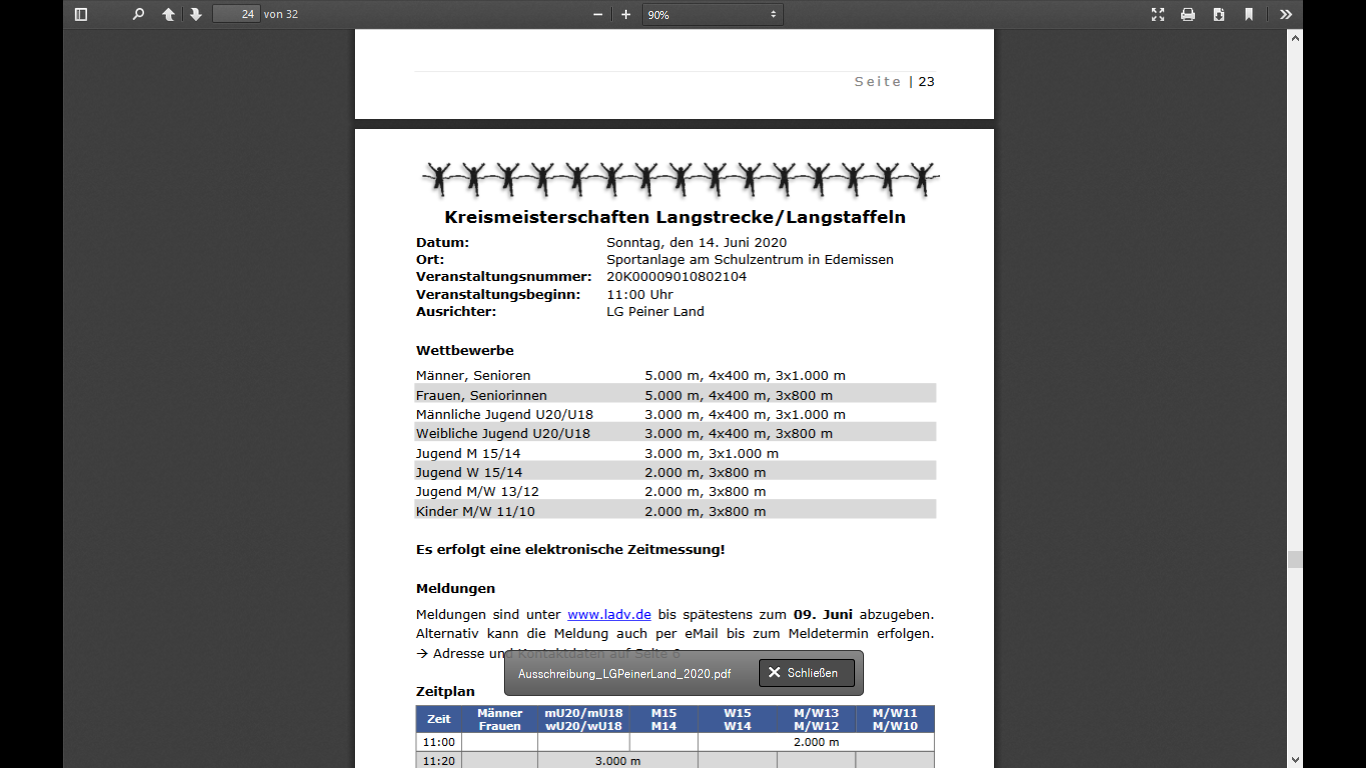 24 von 32
90%
Seite | 23
Kreismeisterschaften Langstrecke/Langstaffeln
Datum: Sonntag, den 14. Juni 2020
Ort: Sportanlage am Schulzentrum in Edemissen
Veranstaltungsnummer: 20K00009010802104
Veranstaltungsbeginn: 11:00 Uhr
Ausrichter: LG Peiner Land
Wettbewerbe
Männer, Senioren 5.000 m, 4x400 m, 3x1.000 m
Frauen, Seniorinnen 5.000 m, 4x400 m, 3x800 m
Männliche Jugend U20/U18 3.000 m, 4x400 m, 3x1.000 m
Weibliche Jugend U20/U18 3.000 m, 4x400 m, 3x800 m
Jugend M 15/14 3.000 m, 3x1.000 m
Jugend W 15/14 2.000 m, 3x800 m
Jugend M/W 13/12 2.000 m, 3x800 m
Kinder M/W 11/10 2.000 m, 3x800 m
Es erfolgt eine elektronische Zeitmessung!
Meldungen
Meldungen sind unter www.ladv.de bis spätestens zum 09. Juni abzugeben.
Alternativ kann die Meldung auch per eMail bis zum Meldetermin erfolgen.
→ Adresse und Kontaktdaten auf Seite 8
Ausschreibung_LGPeinerLand_2020.pdf Schließen
Zeitplan
Zeit Männer Frauen mU20/mU18 wU20/wU18 M15 M14 W15 W14 M/W13 M/W12 M/W11 M/W10
11:00 2.000 m
11:20 3.000 m